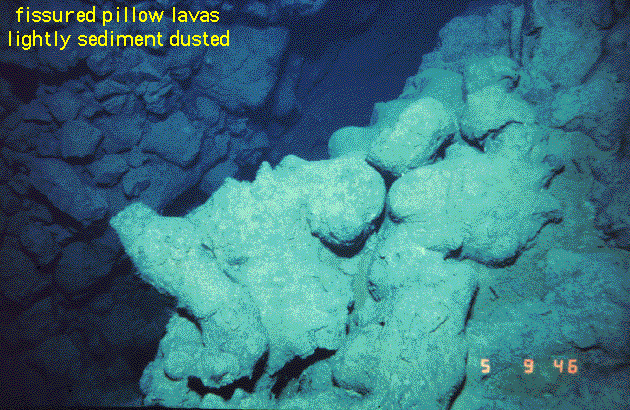 fissured pillow lavas
lightly sediment dusted
5 9 46